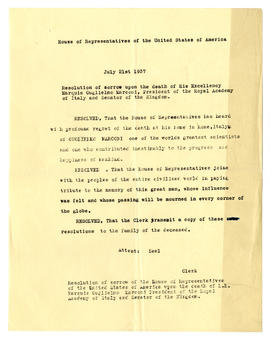 House of Representatives of the United States of America
July 21st 1937
Resolution of sorrow upon the death of His Excellency
Marquis Guglielmo Marconi, President of the Royal Academy
of Italy and Senator of the Kingdom.
RESOLVED, That the House of Representatives has heard
with profound regret of the death at his home in Rome, Italy,
of GUGLIELMO MARCONI one of the worlds greatest scientists
and one who contributed inestimably to the progress and
happiness of mankind.
RESOLVED, That the House of Representatives joins
with the peoples of the entire civilized world in paying
tribute to the memory of this great man, whose influence
was felt and whose passing will be mourned in every corner of
the globe.
RESOLVED, That the Clerk transmit a copy of these
resolutions to the family of the deceased.
Attest: Seal
Clerk
Resolution of sorrow of the House of Representatives
of the United States of America upon the death of
Marquis Guglielmo Marconi President of the Royal
Academy of Italy and Senator of the Kingdom.